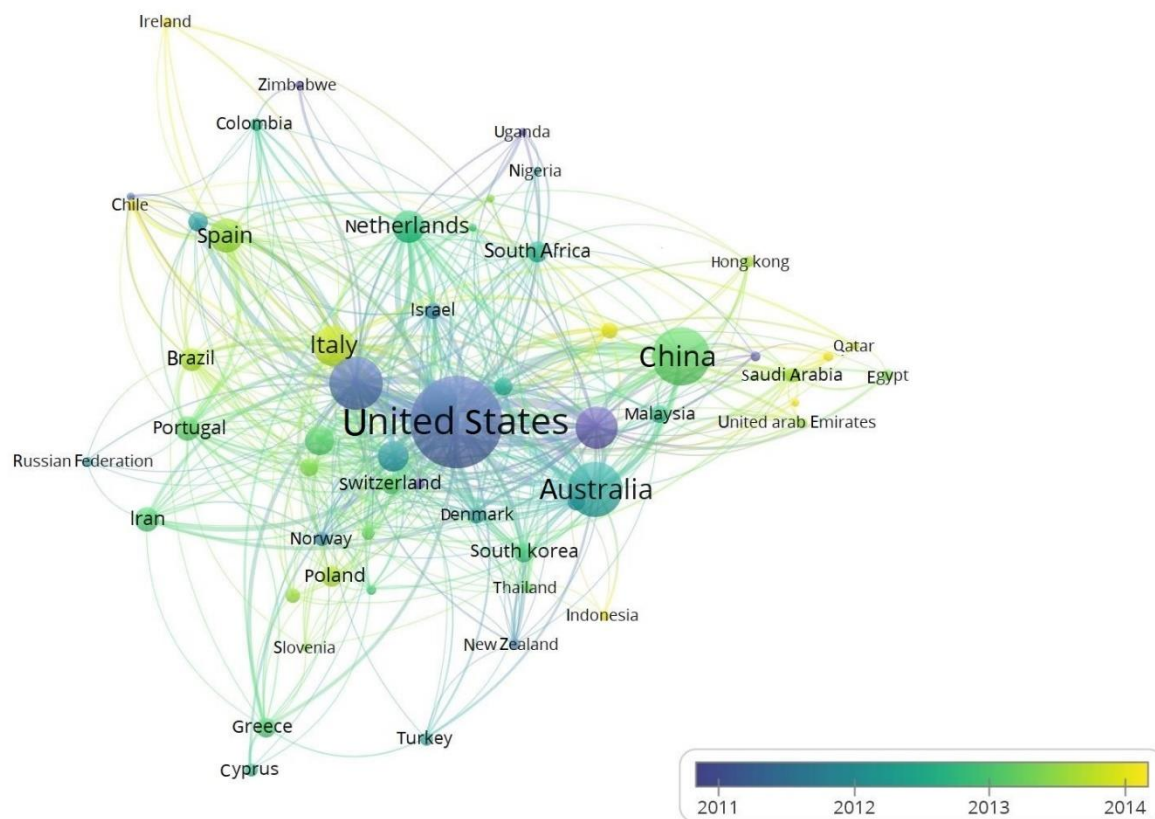 Ireland
Zimbabwe
Colombia
Uganda
Nigeria
Chile
Spain
Netherlands
South Africa
Hong kong
Israel
Italy
China
Qatar
Brazil
Saudi Arabia
Egypt
United States
Malaysia
United arab Emirates
Portugal
Russian Federation
Switzerland
Australia
Iran
Denmark
Norway
South korea
Poland
Thailand
Indonesia
Slovenia
New Zealand
Greece
Turkey
Cyprus
2011 2012 2013 2014